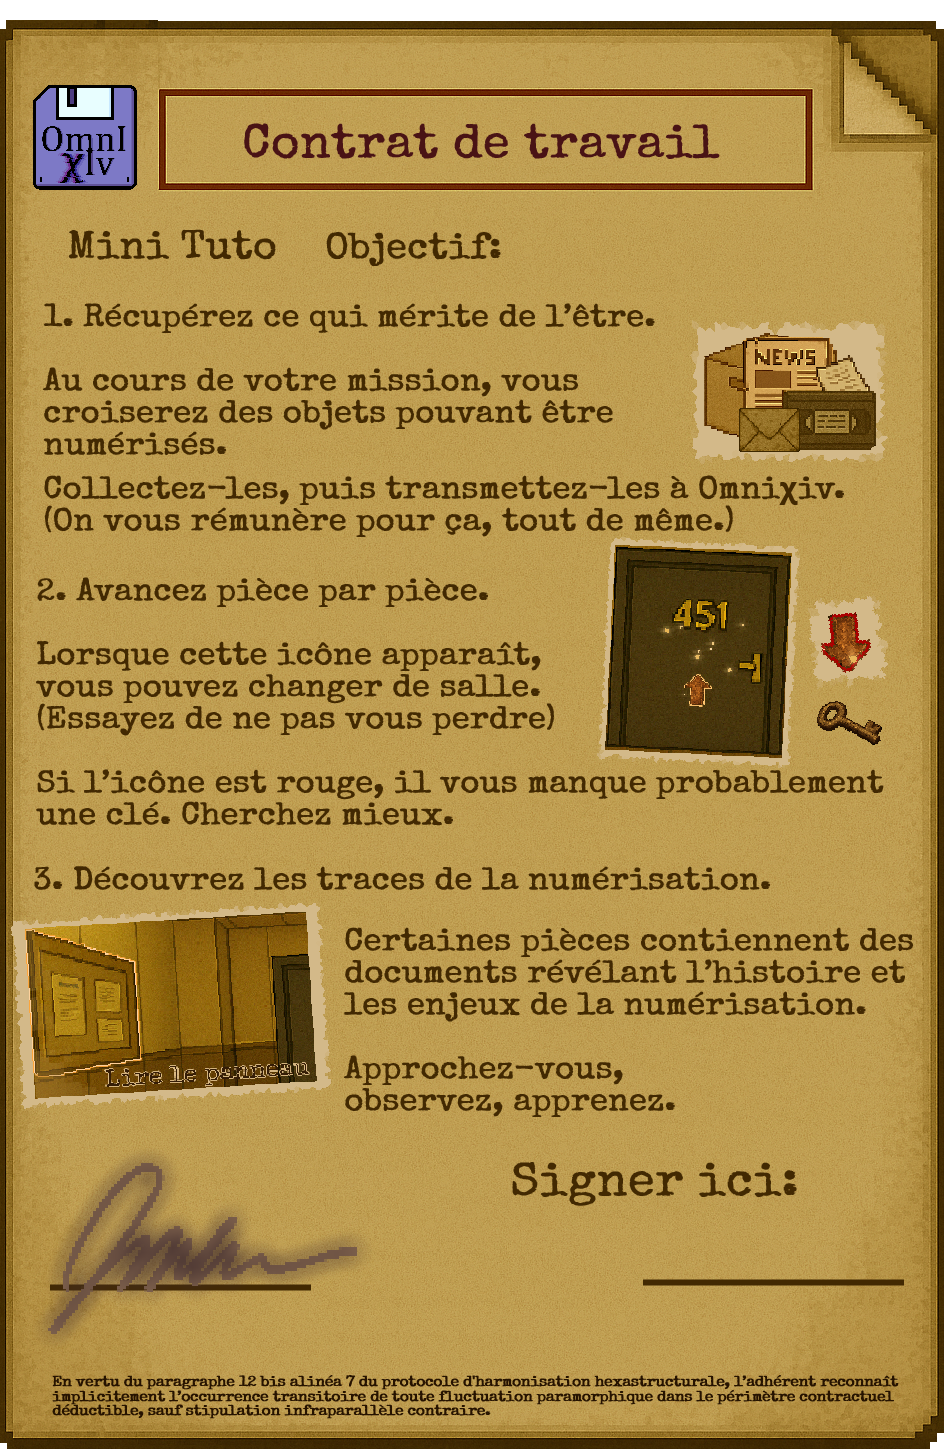 OmnI
χiv
Contrat de travail
Mini Tuto Objectif:
1. Récupérez ce qui mérite de l'être.
NEWS
Au cours de votre mission, vous
croiserez des objets pouvant être
numérisés.
Collectez-les, puis transmettez-les à Omniχiv.
(On vous rémunère pour ça, tout de même.)
2. Avancez pièce par pièce.
451
Lorsque cette icône apparaît,
vous pouvez changer de salle.
(Essayez de ne pas vous perdre)
Si l'icône est rouge, il vous manque probablement
une clé. Cherchez mieux.
3. Découvrez les traces de la numérisation.
Certaines pièces contiennent des
documents révélant l'histoire et
les enjeux de la numérisation.
Lire le panneau
Approchez-vous,
observez, apprenez.
Signer ici:
En vertu du paragraphe 12 bis alinéa 7 du protocole d'harmonisation hexastructurale, l'adhérent reconnaît
implicitement l'occurrence transitoire de toute fluctuation paramorphique dans le périmètre contractuel
déductible, sauf stipulation infraparallèle contraire.